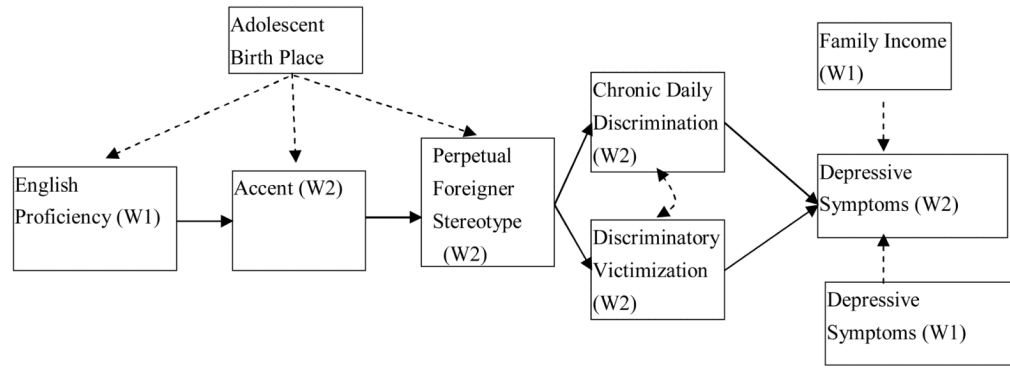 Adolescent
Birth Place
English
Proficiency (W1)
Accent (W2)
Perpetual
Foreigner
Stereotype
(W2)
Chronic Daily
Discrimination
(W2)
Discriminatory
Victimization
(W2)
Family Income
(W1)
Depressive
Symptoms (W2)
Depressive
Symptoms (W1)